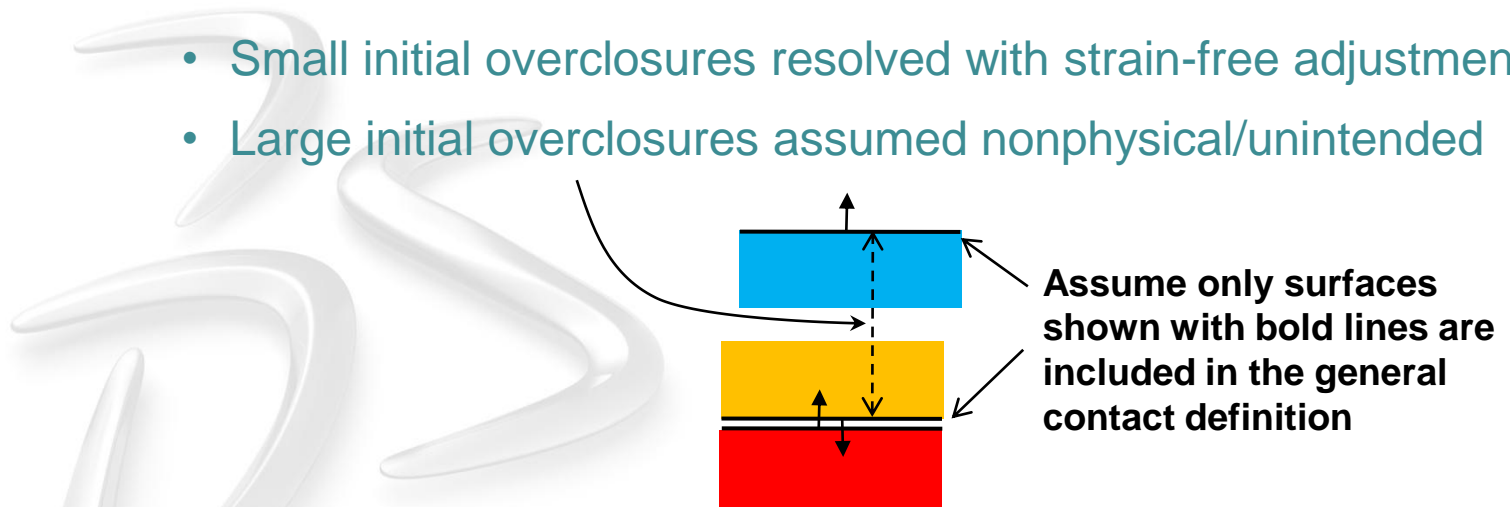 • Small initial overclosures resolved with strain-free adjustmen
• Large initial overclosures assumed nonphysical/unintended
Assume only surfaces
shown with bold lines are
included in the general
contact definition